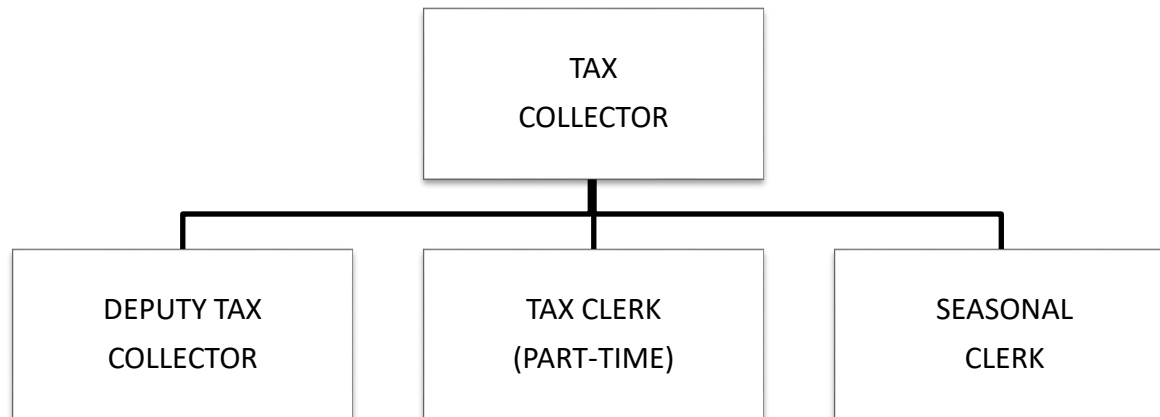 TAX
COLLECTOR
DEPUTY TAX
COLLECTOR
TAX CLERK
(PART-TIME)
SEASONAL
CLERK